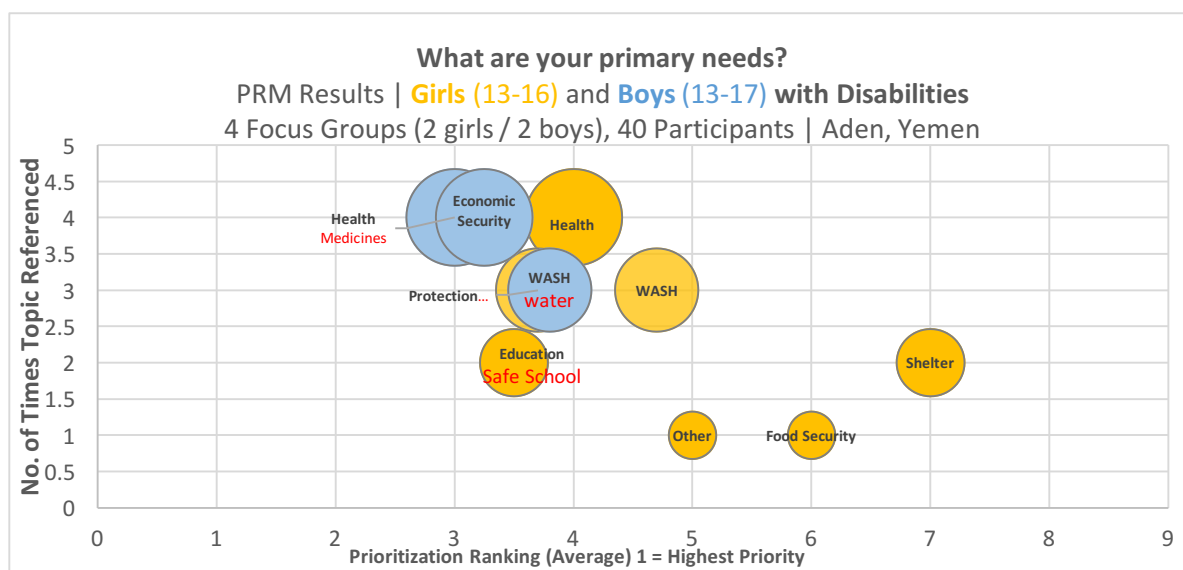 What are your primary needs?
PRM Results | Girls (13-16) and Boys (13-17) with Disabilities
4 Focus Groups (2 girls / 2 boys), 40 Participants | Aden, Yemen
No. of Times Topic Referenced
5
4.5
4
3.5
3
2.5
2
1.5
1
0.5
0
Health
Medicines
Economic
Security
Health
Protection...
WASH
water
WASH
Education
Safe School
Shelter
Other
Food Security
0 1 2 3 4 5 6 7 8 9
Prioritization Ranking (Average) 1 = Highest Priority